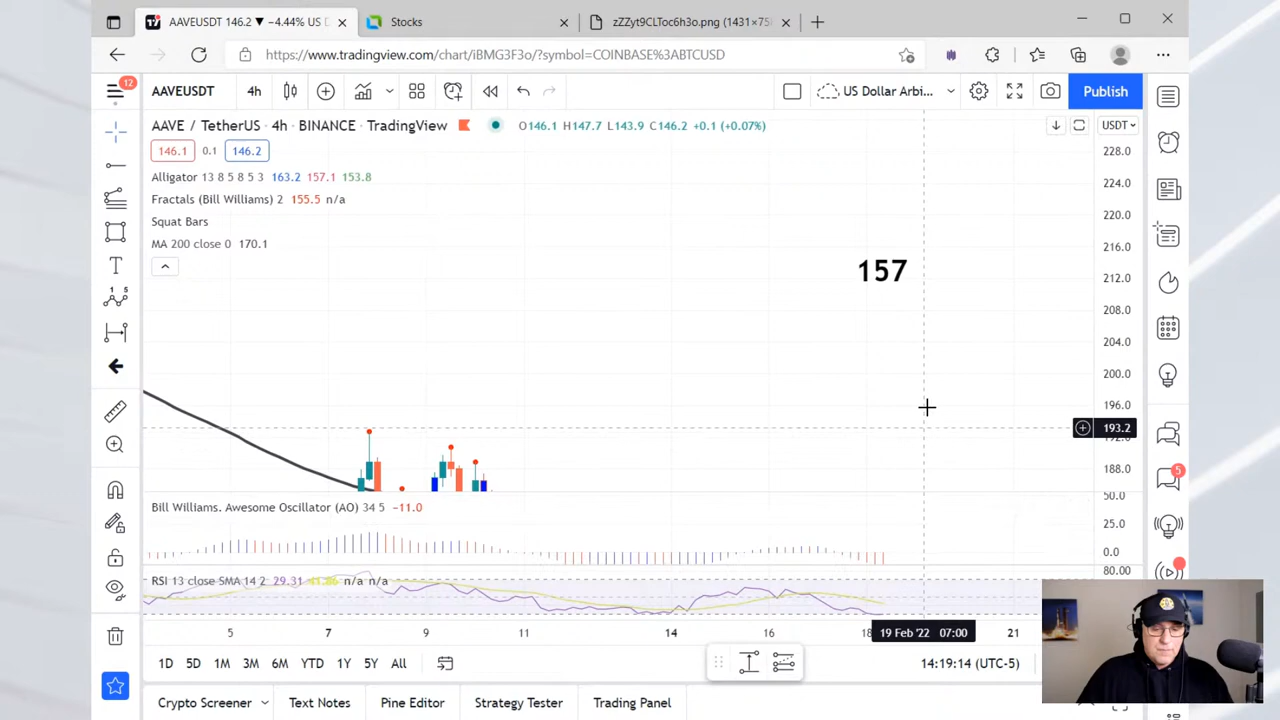 AAVEUSDT 146.2 ▼ −4.44% US D
Stocks
zZZyt9CLToc6h3o.png (1431×75
https://www.tradingview.com/chart/iBMG3F3o/?symbol=COINBASE%3ABTCUSD
12
AAVEUSDT
4h
US Dollar Arbi...
Publish
AAVE / TetherUS · 4h · BINANCE · TradingView
O146.1 H147.7 L143.9 C146.2 +0.1 (+0.07%)
USDT
146.1
0.1
146.2
Alligator 13 8 5 8 5 3 163.2 157.1 153.8
Fractals (Bill Williams) 2 155.5 n/a
Squat Bars
MA 200 close 0 170.1
157
228.0
224.0
220.0
216.0
212.0
208.0
204.0
200.0
196.0
193.2
192.0
188.0
5
Bill Williams. Awesome Oscillator (AO) 34 5 −11.0
50.0
25.0
0.0
RSI 13 close SMA 14 2 29.31 n/a n/a
80.00
5
7
9
11
14
16
18
19 Feb '22 07:00
21
1D 5D 1M 3M 6M YTD 1Y 5Y All
14:19:14 (UTC-5)
Crypto Screener
Text Notes
Pine Editor
Strategy Tester
Trading Panel